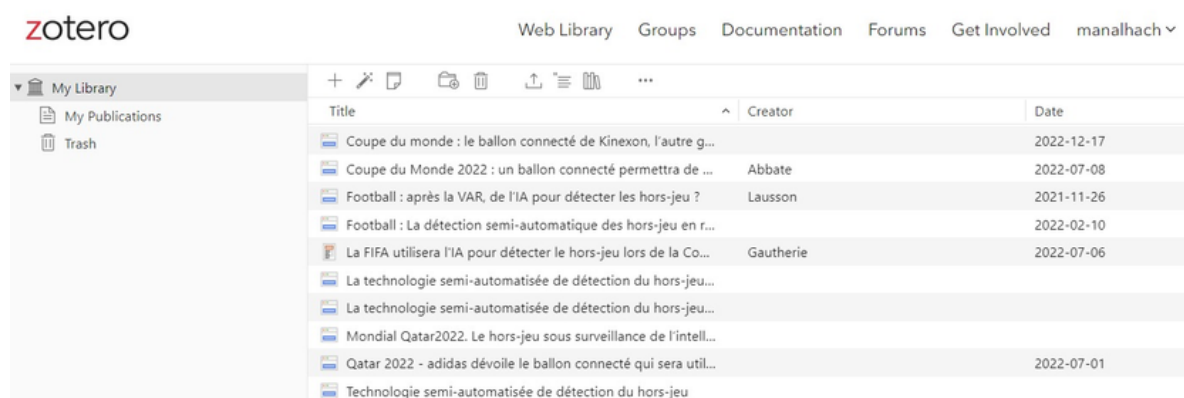 zotero
Web Library Groups Documentation Forums Get Involved manalhach
My Library
My Publications
Trash
Title Creator Date
Coupe du monde : le ballon connecté de Kinexon, l'autre g... 2022-12-17
Coupe du Monde 2022 : un ballon connecté permettra de ... Abbate 2022-07-08
Football : après la VAR, de l'IA pour détecter les hors-jeu ? Lausson 2021-11-26
Football : La détection semi-automatique des hors-jeu en r... 2022-02-10
La FIFA utilisera l'IA pour détecter le hors-jeu lors de la Co... Gautherie 2022-07-06
La technologie semi-automatisée de détection du hors-jeu...
La technologie semi-automatisée de détection du hors-jeu...
Mondial Qatar2022. Le hors-jeu sous surveillance de l'intell...
Qatar 2022 - adidas dévoile le ballon connecté qui sera util... 2022-07-01
Technologie semi-automatisée de détection du hors-jeu